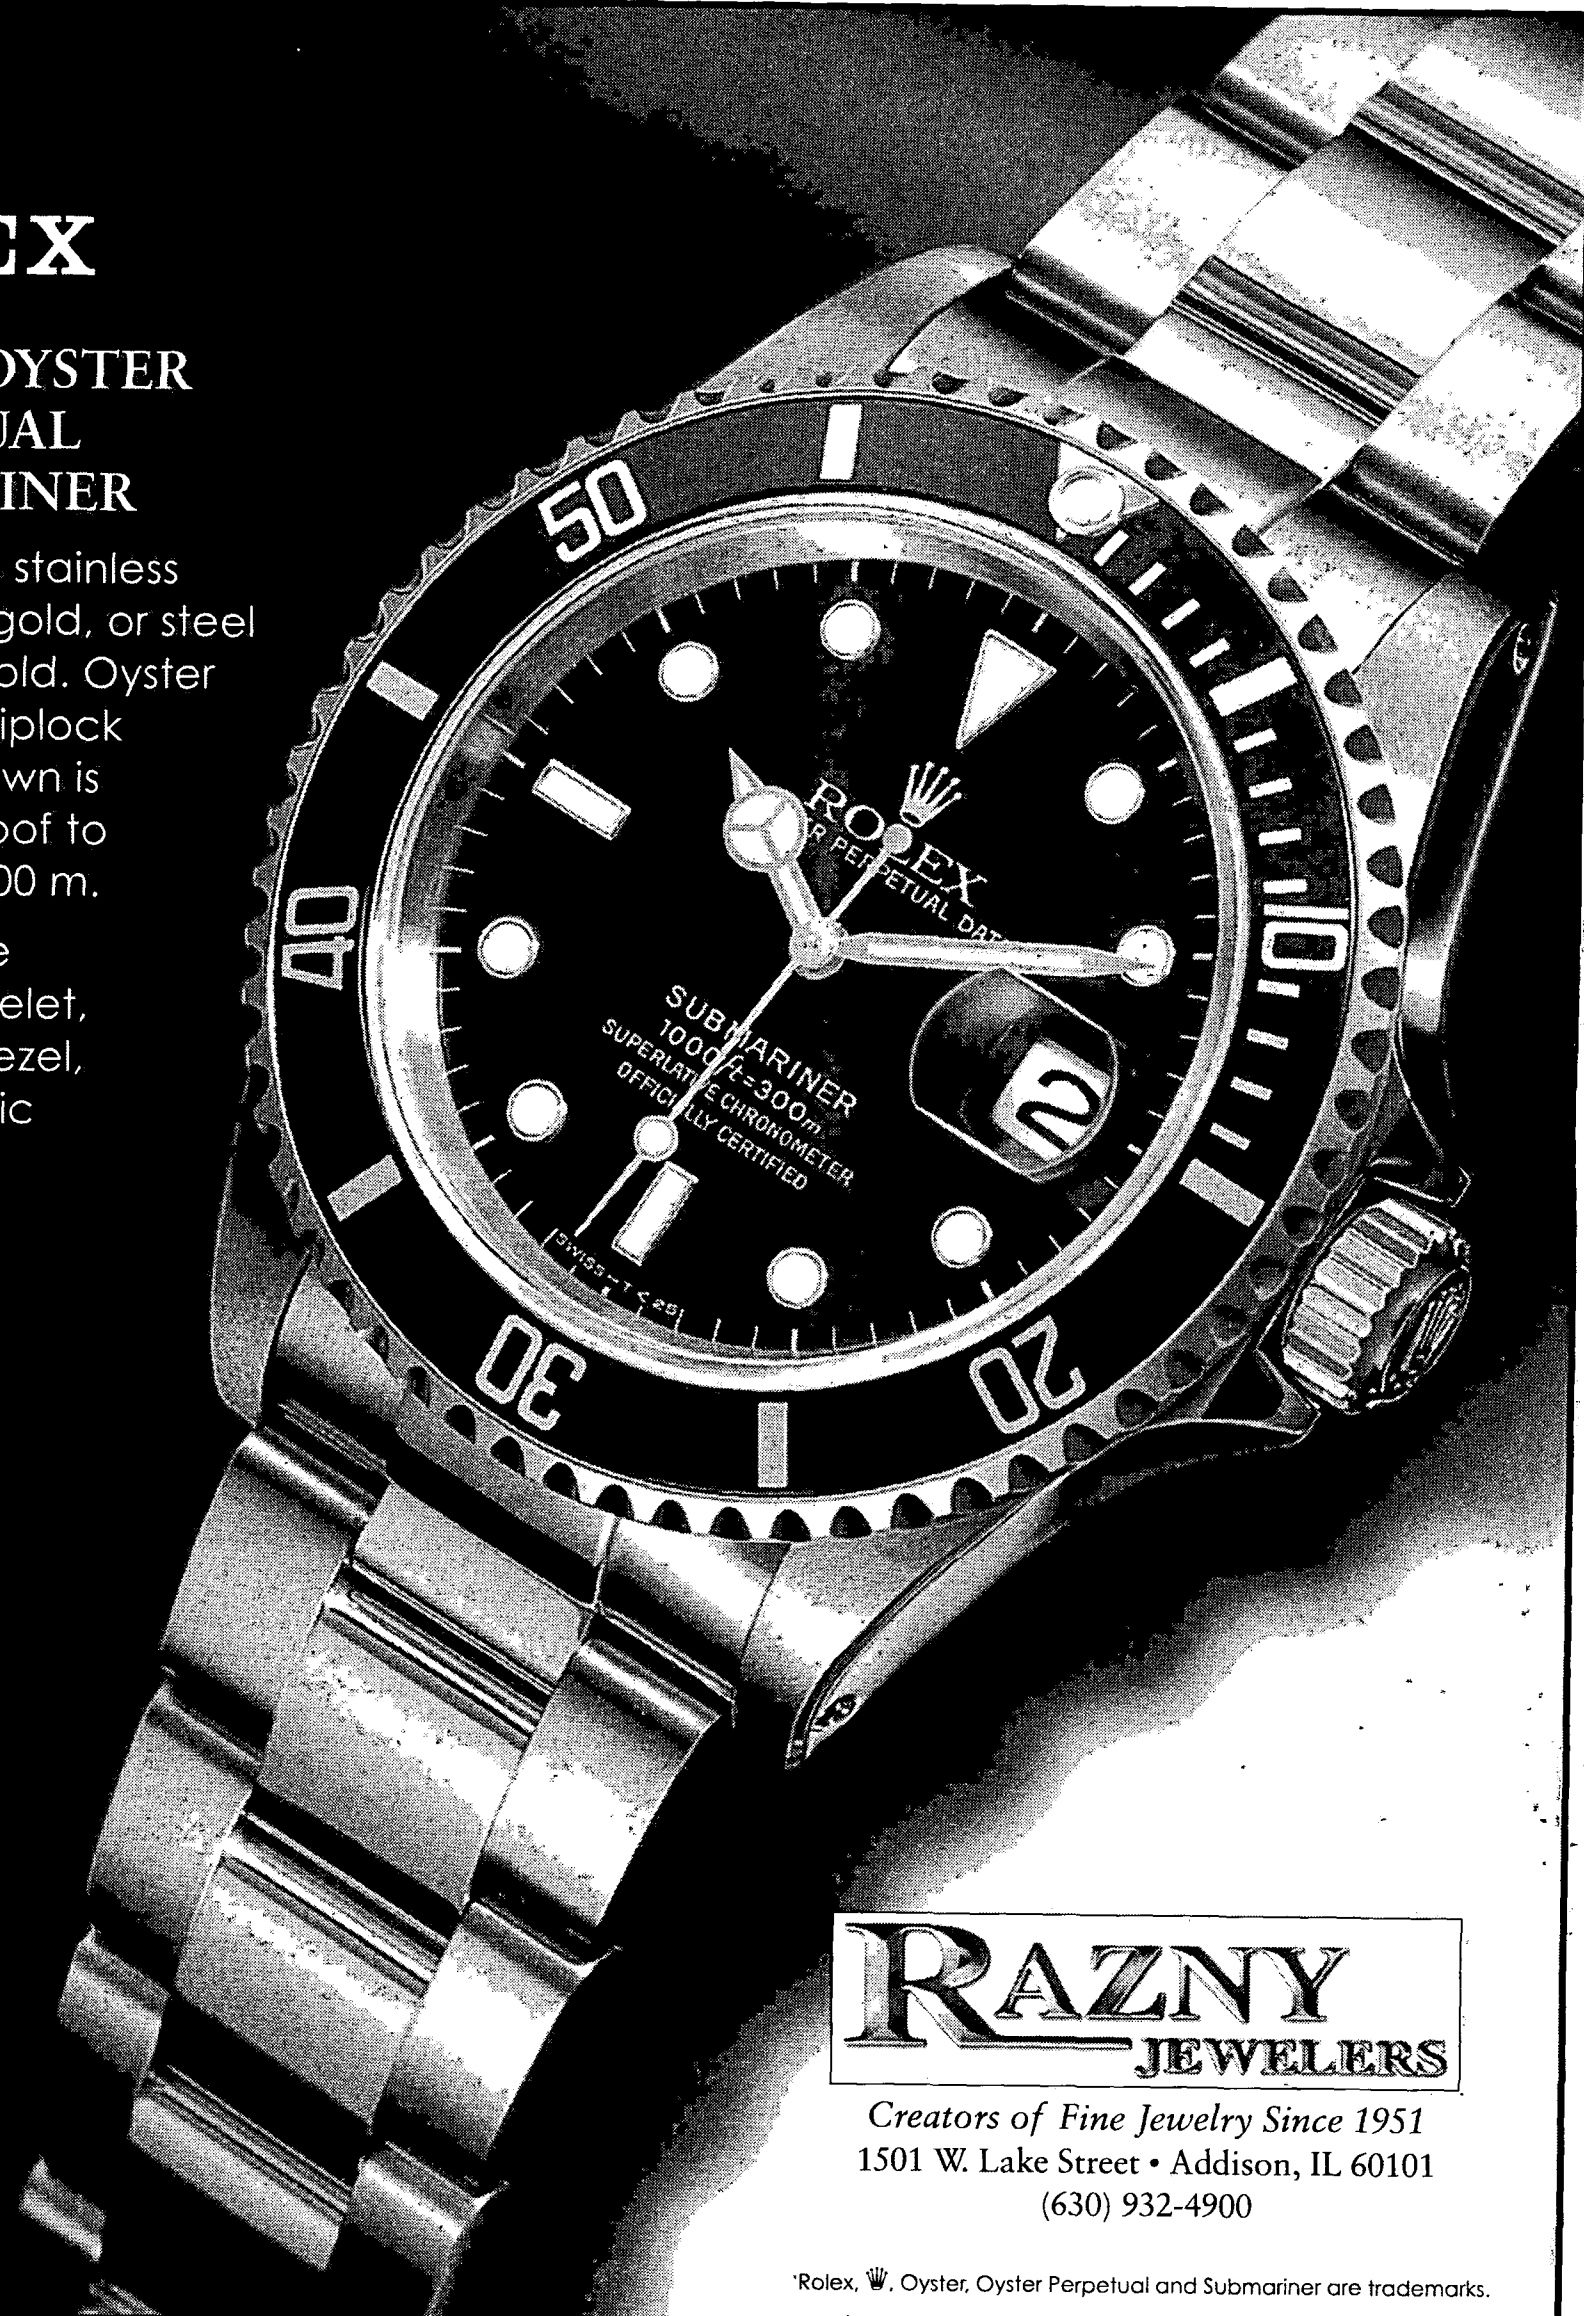 EX
OYSTER
UAL
INER
stainless
gold, or steel
old. Oyster
iplock
wn is
oof to
00 m.
e
elet,
ezel,
ic
50
40
30
20
10
ROLEX
ER PERPETUAL DATE
2
SUBMARINER
1000ft=300m
SUPERLATIVE CHRONOMETER
OFFICIALLY CERTIFIED
SWISS - T < 25
RAZNY
JEWELERS
Creators of Fine Jewelry Since 1951
1501 W. Lake Street • Addison, IL 60101
(630) 932-4900
Rolex, , Oyster, Oyster Perpetual and Submariner are trademarks.